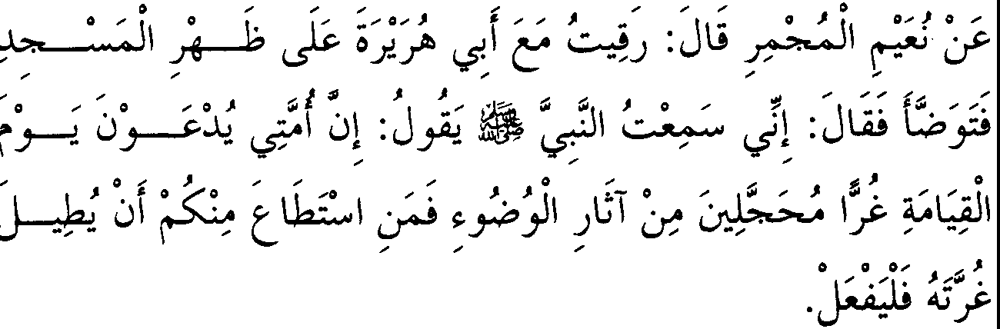 عَنْ نُعَيْمِ الْمُجْمِرِ قَالَ: رَقِيتُ مَعَ أَبِي هُرَيْرَةَ عَلَى ظَهْرِ الْمَسْجِدِ
فَتَوَضَّأَ فَقَالَ: إِنِّي سَمِعْتُ النَّبِيَّ ﷺ يَقُولُ: إِنَّ أُمَّتِي يُدْعَوْنَ يَوْمَ
الْقِيَامَةِ غُرًّا مُحَجَّلِينَ مِنْ آثَارِ الْوُضُوءِ فَمَنِ اسْتَطَاعَ مِنْكُمْ أَنْ يُطِيلَ
غُرَّتَهُ فَلْيَفْعَلْ.